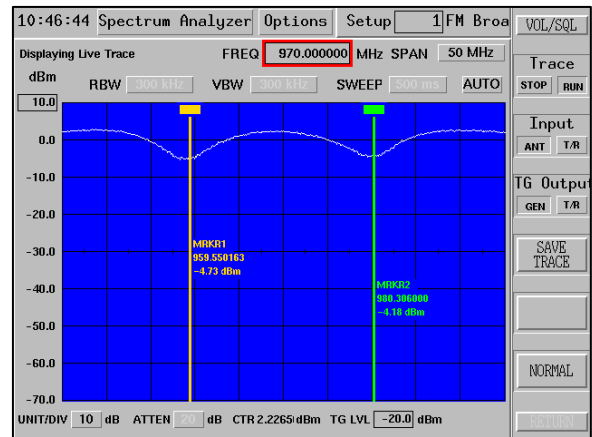 10:46:44 Spectrum Analyzer Options Setup 1 FM Broa
VOL/SQL
Displaying Live Trace FREQ 970.000000 MHz SPAN 50 MHz
dBm RBW 300 kHz VBW 300 kHz SWEEP 500 ms AUTO
Trace
STOP RUN
Input
ANT T/R
TG Outpu
GEN T/R
SAVE
TRACE
NORMAL
RETURN
10.0
0.0
-10.0
-20.0
-30.0
-40.0
-50.0
-60.0
-70.0
MRKR1
959.550163
-4.73 dBm
MRKR2
980.306000
-4.18 dBm
UNIT/DIV 10 dB ATTEN 20 dB CTR 2.2265 dBm TG LVL -20.0 dBm